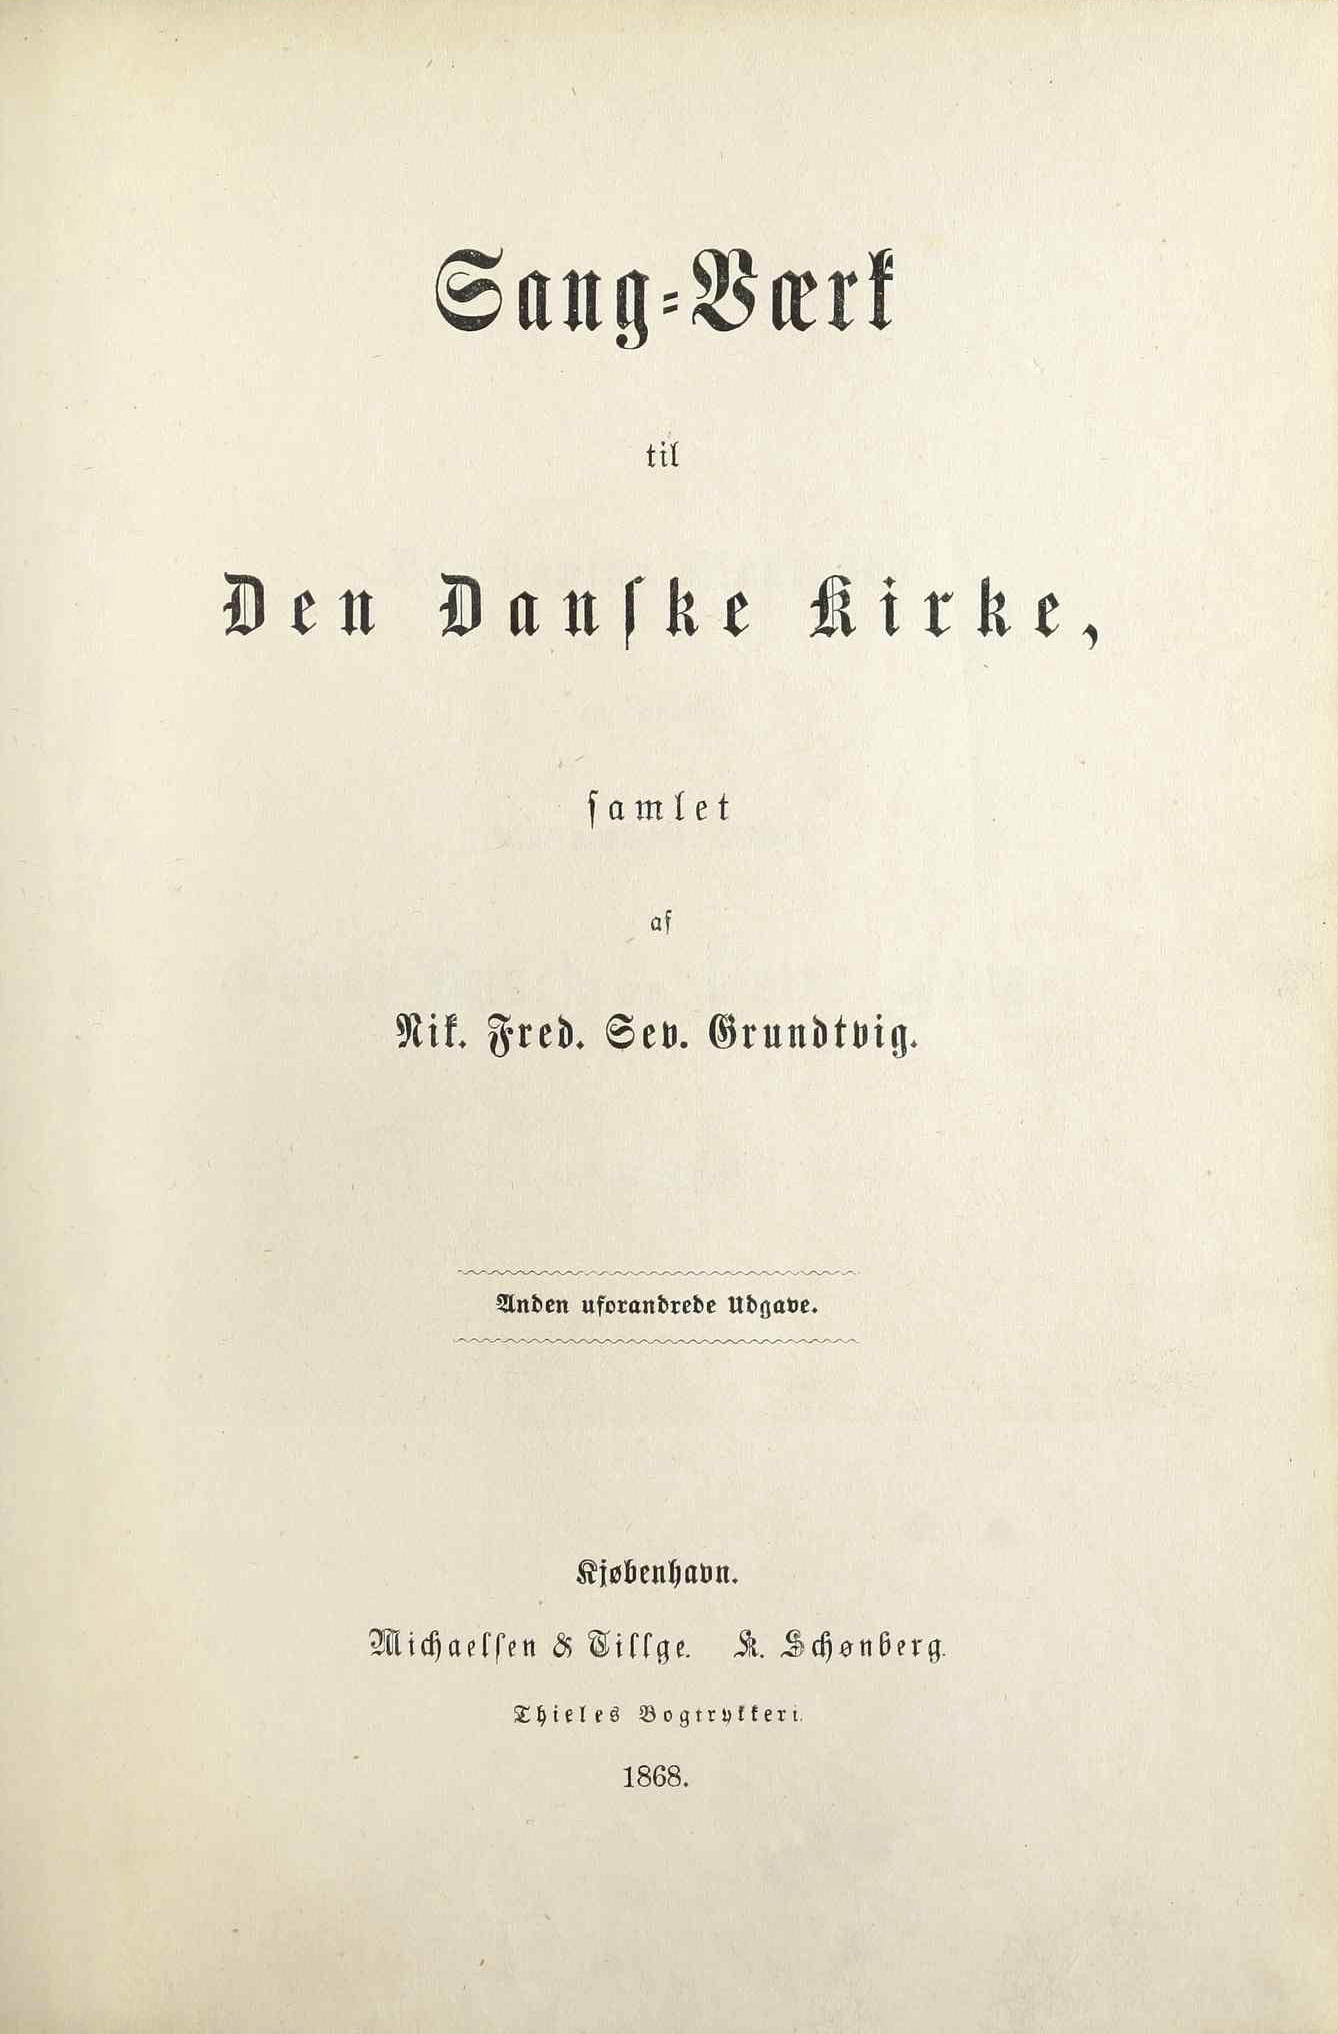 Sang-Værk
til
Den Danſke Kirke,
ſamlet
af
Nik. Fred. Sev. Grundtvig.
Anden uforandrede Udgave.
Kjøbenhavn.
Michaelſen & Tillge. K. Schønberg.
Thieles Bogtrykkeri.
1868.